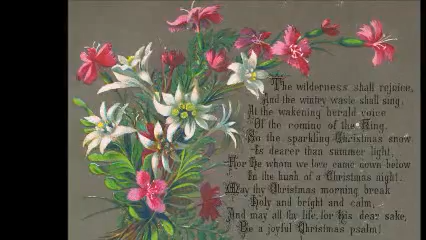 The wilderness shall rejoice,
And the wintry waste shall sing,
At the wakening herald voice
Of the coming of the King.
So the sparkling Christmas snow
Is dearer than summer light,
For He whom we love came down below
In the hush of a Christmas night.
May thy Christmas morning break
Holy and bright and calm,
And may all thy life, for his dear sake,
Be a joyful Christmas psalm!